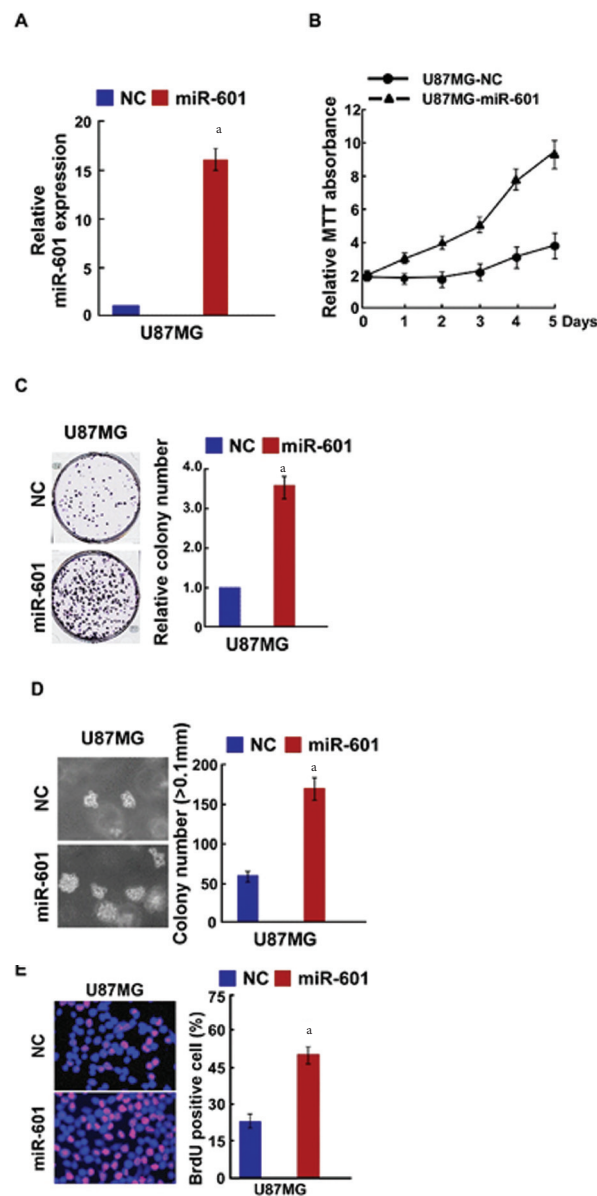 A
NC miR-601
Relative
miR-601 expression
20
15
10
5
0
a
U87MG
B
U87MG-NC
U87MG-miR-601
Relative MTT absorbance
12
10
8
6
4
2
0
0 1 2 3 4 5 Days
C
U87MG
NC
miR-601
NC miR-601
Relative colony number
4.0
3.0
2.0
1.0
0
a
U87MG
D
U87MG
NC
miR-601
NC miR-601
Colony number (>0.1mm)
200
150
100
50
0
a
U87MG
E
U87MG
NC
miR-601
NC miR-601
BrdU positive cell (%)
75
60
45
30
15
0
a
U87MG